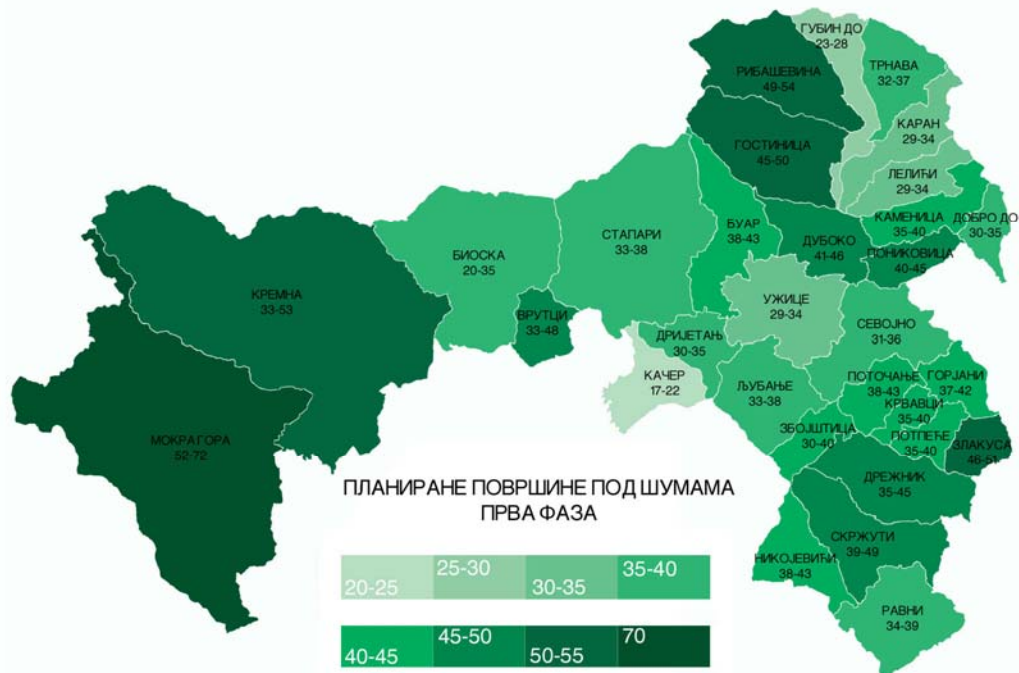 ГУБИН ДО
23-28
ТРНАВА
32-37
РИБАШЕВИНА
49-54
КАРАН
29-34
ГОСТИНИЦА
45-50
ЛЕЛИЋИ
29-34
КАМЕНИЦА
35-40
ДОБРО ДО
30-35
БУАР
38-43
ДУБОКО
41-46
ПОНИКОВИЦА
40-45
СТАПАРИ
33-38
БИОСКА
20-35
КРЕМНА
33-53
ВРУТЦИ
33-48
УЖИЦЕ
29-34
СЕВОЈНО
31-36
ДРИЈЕТАЊ
30-35
КАЧЕР
17-22
ЉУБАЊЕ
33-38
ПОТОЧАЊЕ
38-43
ГОРЈАНИ
37-42
КРВАВЦИ
35-40
ЗБОЈШТИЦА
30-40
ПОТПЕЋЕ
35-40
ЗЛАКУСА
46-51
МОКРА ГОРА
52-72
ДРЕЖНИК
35-45
СКРЖУТИ
39-49
НИКОЈЕВИЋИ
38-43
РАВНИ
34-39
ПЛАНИРАНЕ ПОВРШИНЕ ПОД ШУМАМА
ПРВА ФАЗА
20-25
25-30
30-35
35-40
40-45
45-50
50-55
70